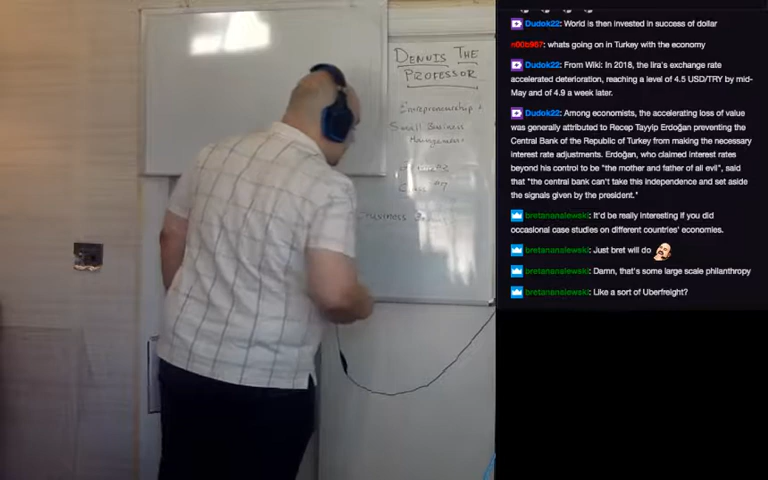 DENNIS THE
PROFESSOR
Entrepreneurship &
Small Business
Management
Class #7
Business
Dudok22: World is then invested in success of dollar
n00b987: whats going on in Turkey with the economy
Dudok22: From Wiki: In 2018, the lira's exchange rate
accelerated deterioration, reaching a level of 4.5 USD/TRY by mid-
May and of 4.9 a week later.
Dudok22: Among economists, the accelerating loss of value
was generally attributed to Recep Tayyip Erdoğan preventing the
Central Bank of the Republic of Turkey from making the necessary
interest rate adjustments. Erdoğan, who claimed interest rates
beyond his control to be "the mother and father of all evil", said
that "the central bank can't take this independence and set aside
the signals given by the president."
bretananalewski: It'd be really interesting if you did
occasional case studies on different countries' economies.
bretananalewski: Just bret will do
bretananalewski: Damn, that's some large scale philanthropy
bretananalewski: Like a sort of Uberfreight?